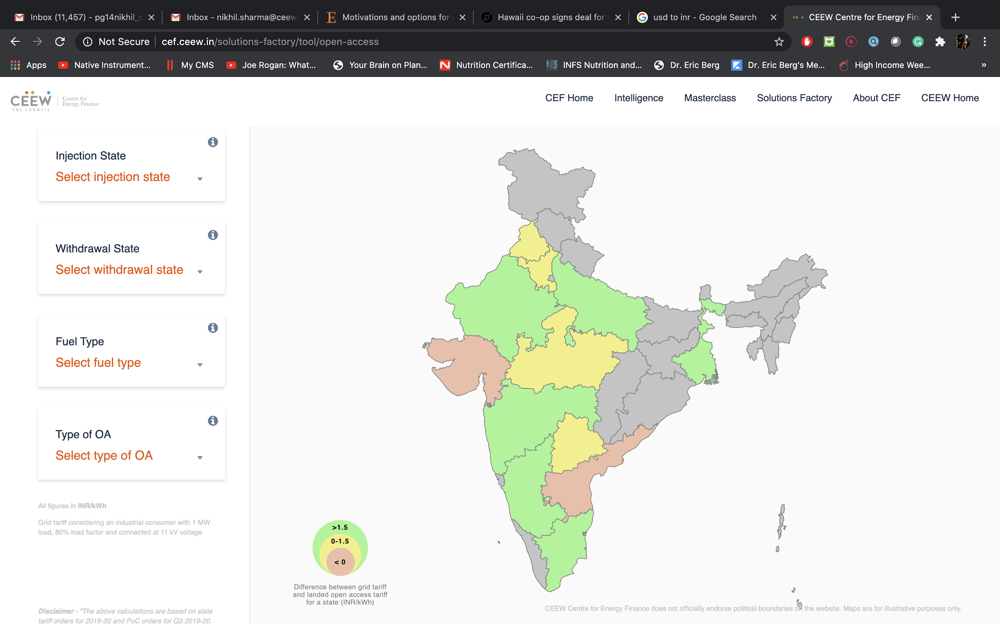 Inbox (11,457) - pg14nikhil_s
Inbox - nikhil.sharma@ceew
Motivations and options for
Hawaii co-op signs deal for
usd to inr - Google Search
CEEW Centre for Energy Fin
Not Secure
cef.ceew.in/solutions-factory/tool/open-access
Apps
Native Instrument...
My CMS
Joe Rogan: What...
Your Brain on Plan...
Nutrition Certifica...
INFS Nutrition and...
Dr. Eric Berg
Dr. Eric Berg's Me...
High Income Wee...
»
CEEW
THE COUNCIL
Centre for
Energy Finance
CEF Home
Intelligence
Masterclass
Solutions Factory
About CEF
CEEW Home
Injection State
Select injection state
Withdrawal State
Select withdrawal state
Fuel Type
Select fuel type
Type of OA
Select type of OA
All figures in INR/kWh
Grid tariff considering an industrial consumer with 1 MW
load, 80% load factor and connected at 11 kV voltage
Disclaimer - "The above calculations are based on state
tariff orders for 2019-20 and PoC orders for Q3 2019-20.
>1.5
0-1.5
< 0
Difference between grid tariff
and landed open access tariff
for a state (INR/kWh)
CEEW Centre for Energy Finance does not officially endorse political boundaries on the website. Maps are for illustrative purposes only.